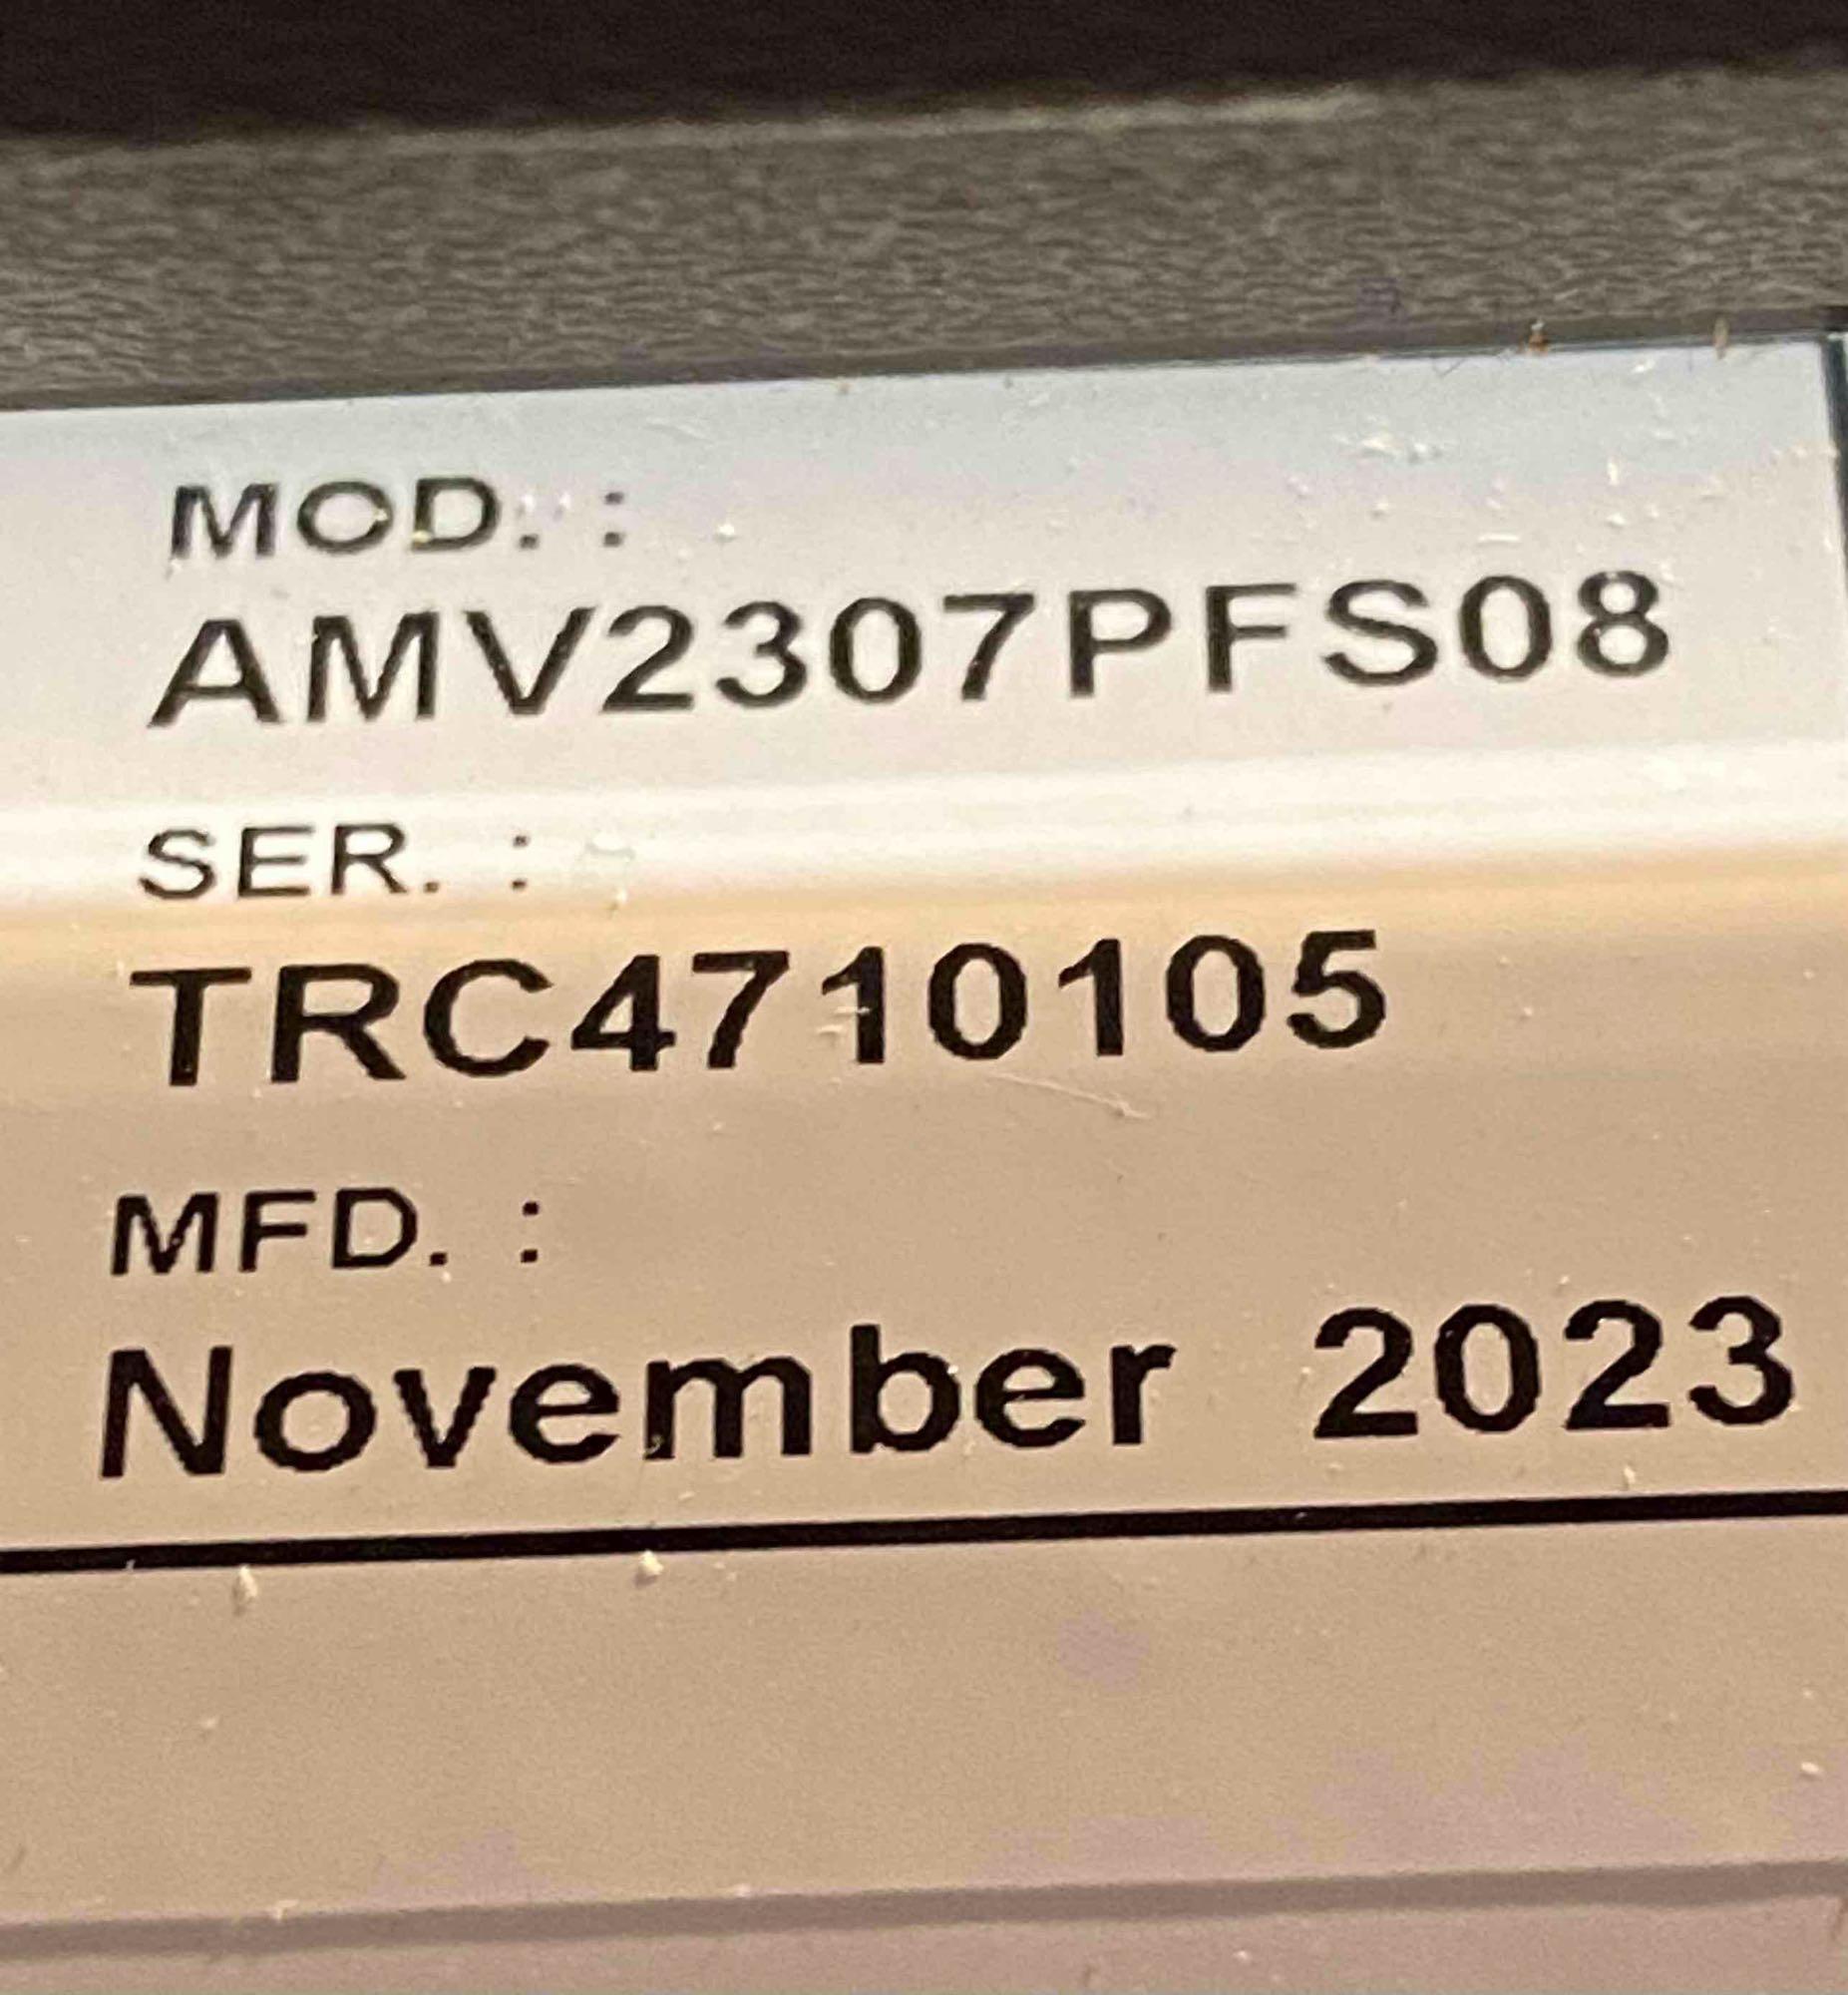 MOD. :
AMV2307PFS08
SER. :
TRC4710105
MFD. :
November 2023